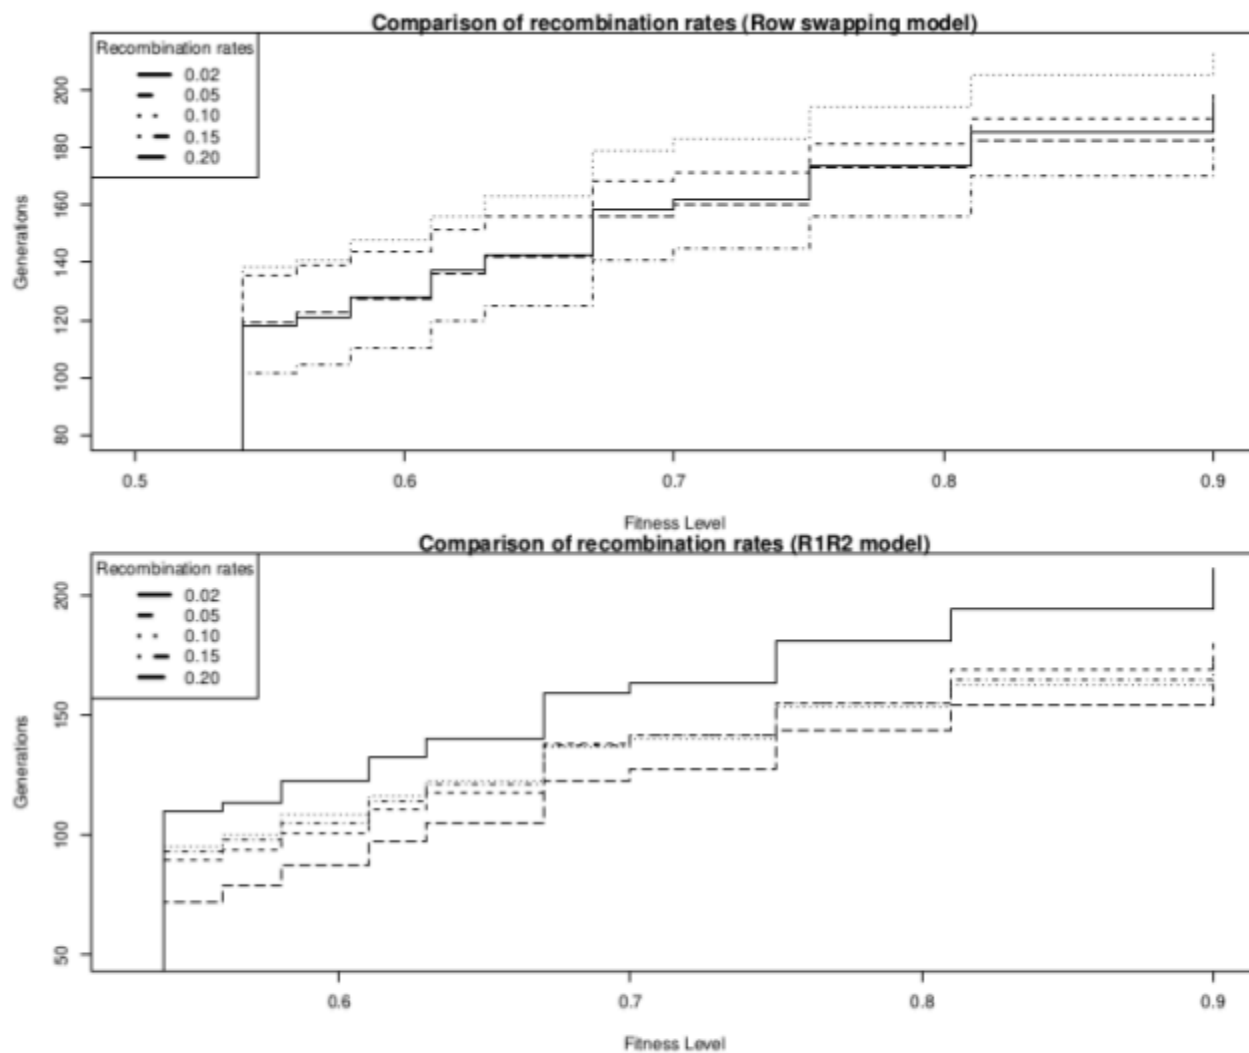 Comparison of recombination rates (Row swapping model)
Recombination rates
0.02
0.05
0.10
0.15
0.20
Generations
200
180
160
140
120
100
80
0.5 0.6 0.7 0.8 0.9
Fitness Level
Comparison of recombination rates (R1R2 model)
Recombination rates
0.02
0.05
0.10
0.15
0.20
Generations
200
150
100
50
0.6 0.7 0.8 0.9
Fitness Level